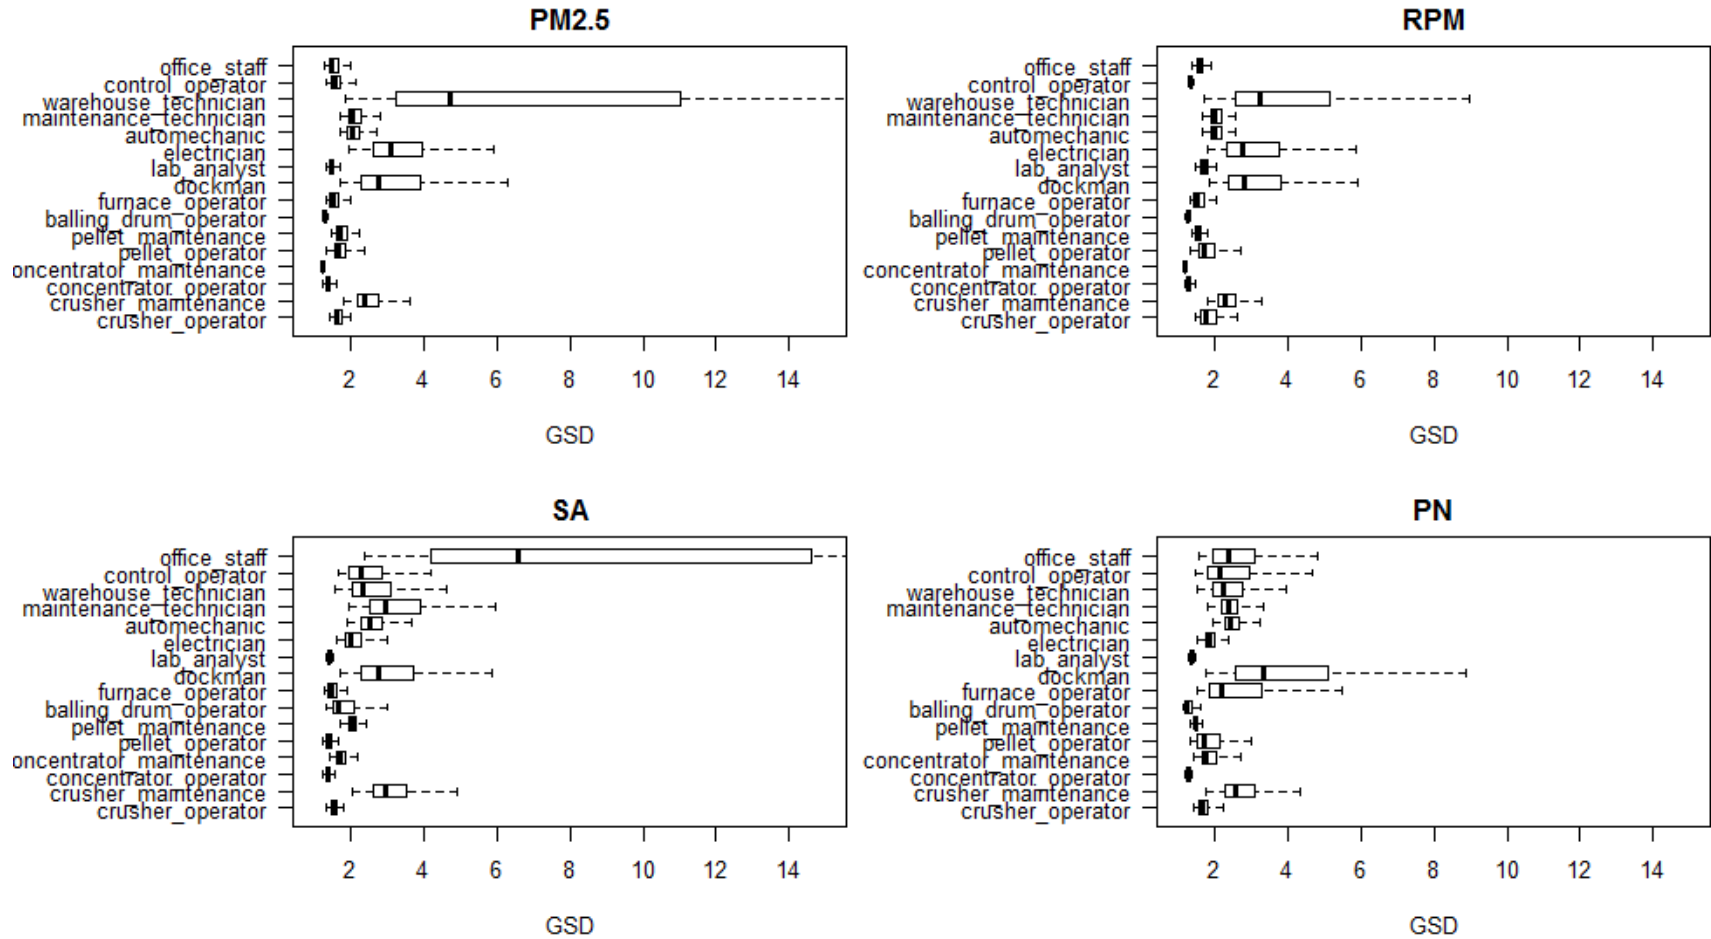 PM2.5
office_staff
control_operator
warehouse_technician
maintenance_technician
automechanic
electrician
lab_analyst
dockman
furnace_operator
balling_drum_operator
pellet_maintenance
pellet_operator
oncentrator_maintenance
concentrator_operator
crusher_maintenance
crusher_operator
2 4 6 8 10 12 14
GSD
RPM
office_staff
control_operator
warehouse_technician
maintenance_technician
automechanic
electrician
lab_analyst
dockman
furnace_operator
balling_drum_operator
pellet_maintenance
pellet_operator
concentrator_maintenance
concentrator_operator
crusher_maintenance
crusher_operator
2 4 6 8 10 12 14
GSD
SA
office_staff
control_operator
warehouse_technician
maintenance_technician
automechanic
electrician
lab_analyst
dockman
furnace_operator
balling_drum_operator
pellet_maintenance
pellet_operator
oncentrator_maintenance
concentrator_operator
crusher_maintenance
crusher_operator
2 4 6 8 10 12 14
GSD
PN
office_staff
control_operator
warehouse_technician
maintenance_technician
automechanic
electrician
lab_analyst
dockman
furnace_operator
balling_drum_operator
pellet_maintenance
pellet_operator
concentrator_maintenance
concentrator_operator
crusher_maintenance
crusher_operator
2 4 6 8 10 12 14
GSD